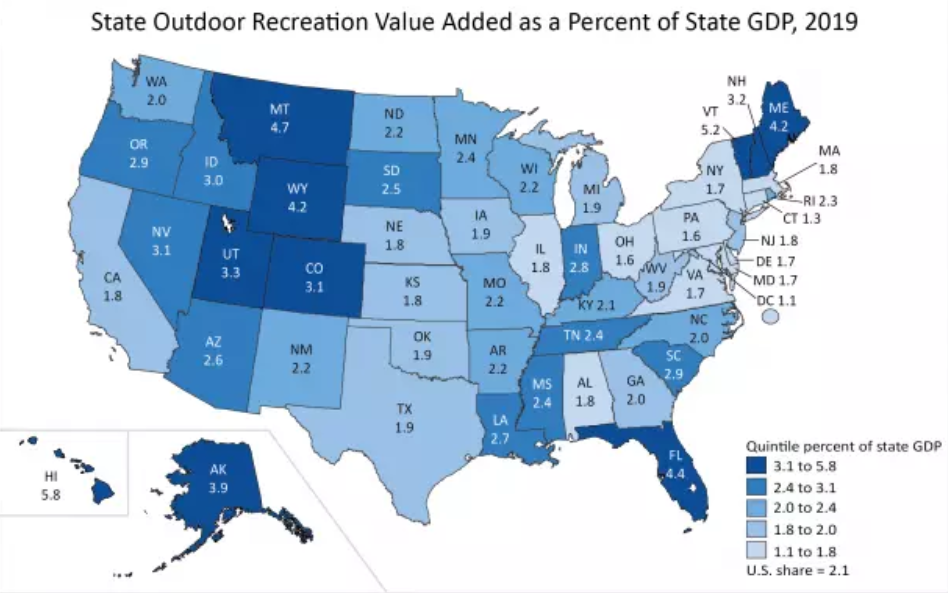 State Outdoor Recreation Value Added as a Percent of State GDP, 2019
WA
2.0
OR
2.9
CA
1.8
ID
3.0
NV
3.1
MT
4.7
WY
4.2
UT
3.3
CO
3.1
AZ
2.6
NM
2.2
ND
2.2
SD
2.5
NE
1.8
KS
1.8
OK
1.9
TX
1.9
MN
2.4
IA
1.9
MO
2.2
AR
2.2
LA
2.7
WI
2.2
IL
1.8
MI
1.9
IN
2.8
OH
1.6
KY 2.1
TN 2.4
MS
2.4
AL
1.8
GA
2.0
FL
4.4
SC
2.9
NC
2.0
VA
1.7
WV
1.9
PA
1.6
NY
1.7
VT
5.2
NH
3.2
ME
4.2
MA
1.8
RI 2.3
CT 1.3
NJ 1.8
DE 1.7
MD 1.7
DC 1.1
HI
5.8
AK
3.9
Quintile percent of state GDP
3.1 to 5.8
2.4 to 3.1
2.0 to 2.4
1.8 to 2.0
1.1 to 1.8
U.S. share = 2.1